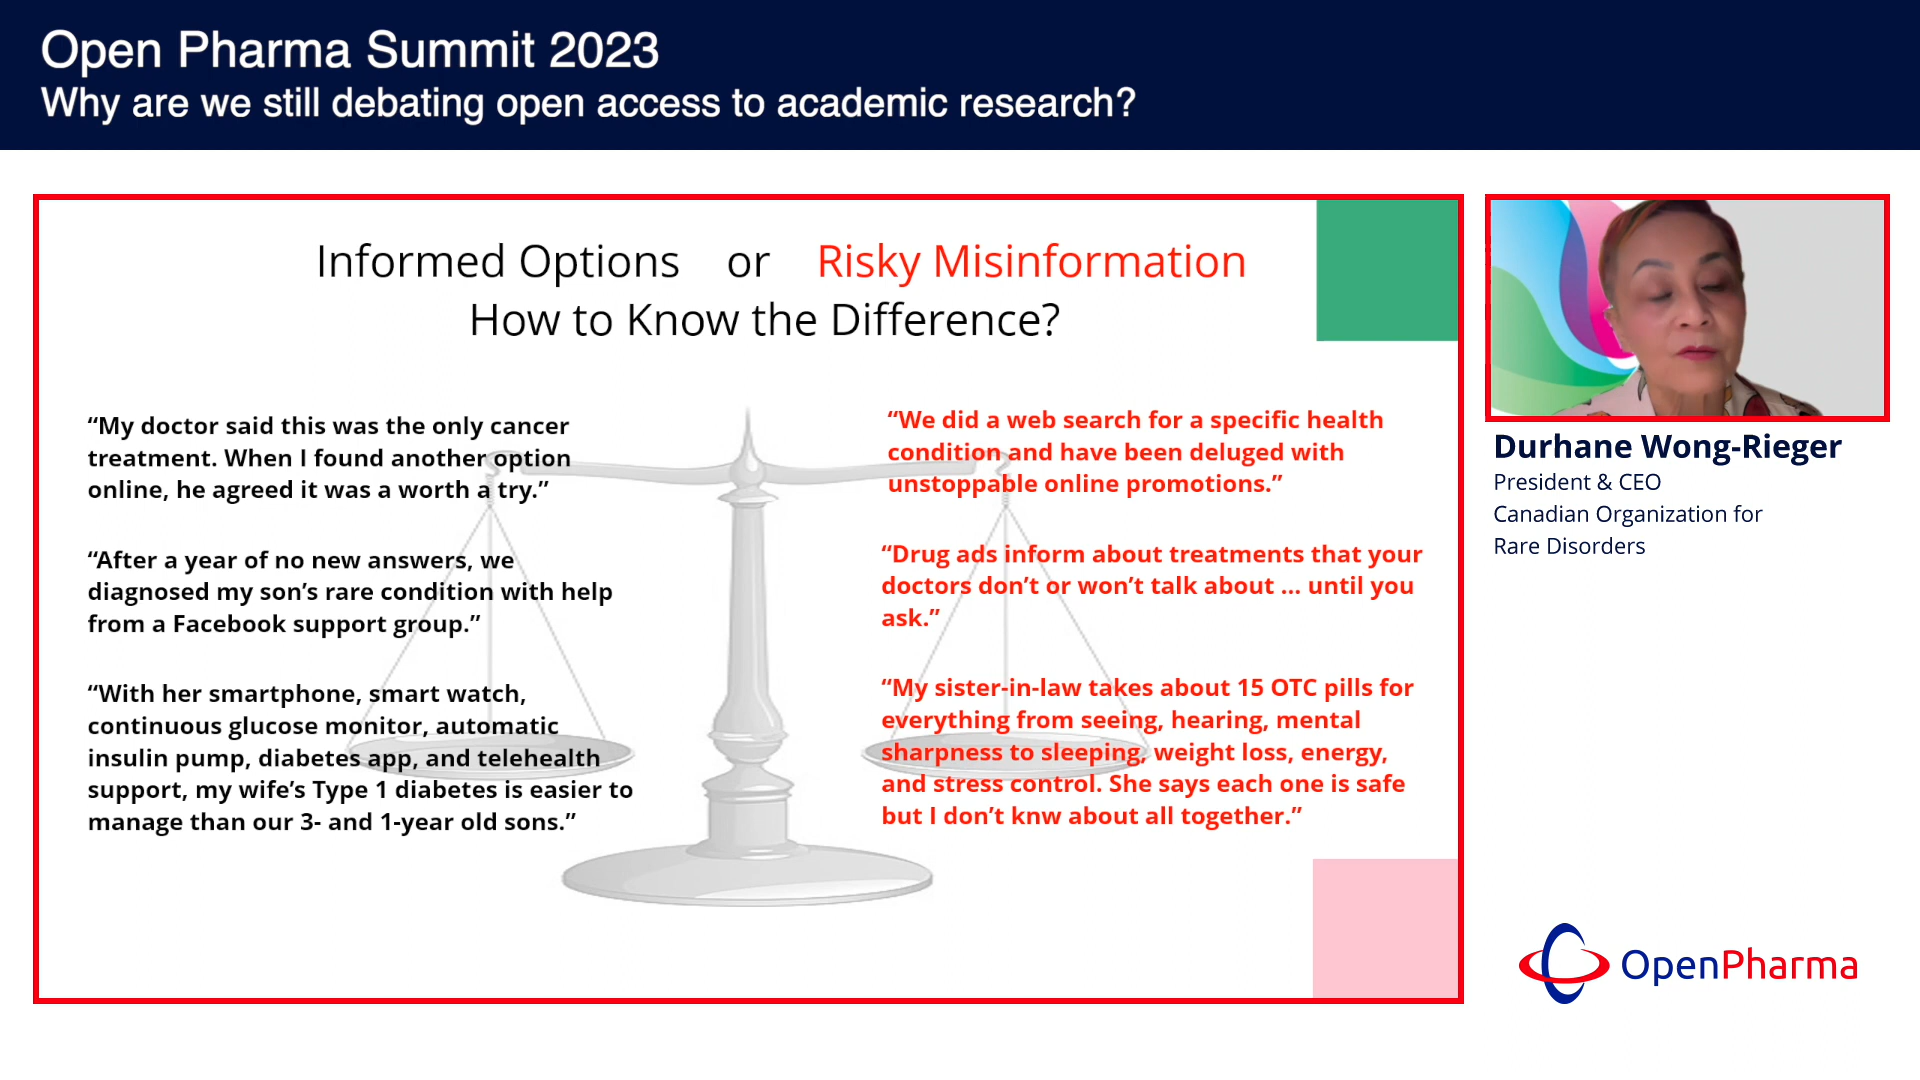 Open Pharma Summit 2023
Why are we still debating open access to academic research?
Informed Options or Risky Misinformation
How to Know the Difference?
“My doctor said this was the only cancer
treatment. When I found another option
online, he agreed it was a worth a try.”
“After a year of no new answers, we
diagnosed my son’s rare condition with help
from a Facebook support group.”
“With her smartphone, smart watch,
continuous glucose monitor, automatic
insulin pump, diabetes app, and telehealth
support, my wife’s Type 1 diabetes is easier to
manage than our 3- and 1-year old sons.”
“We did a web search for a specific health
condition and have been deluged with
unstoppable online promotions.”
“Drug ads inform about treatments that your
doctors don’t or won’t talk about ... until you
ask.”
“My sister-in-law takes about 15 OTC pills for
everything from seeing, hearing, mental
sharpness to sleeping, weight loss, energy,
and stress control. She says each one is safe
but I don’t knw about all together.”
Durhane Wong-Rieger
President & CEO
Canadian Organization for
Rare Disorders
OpenPharma